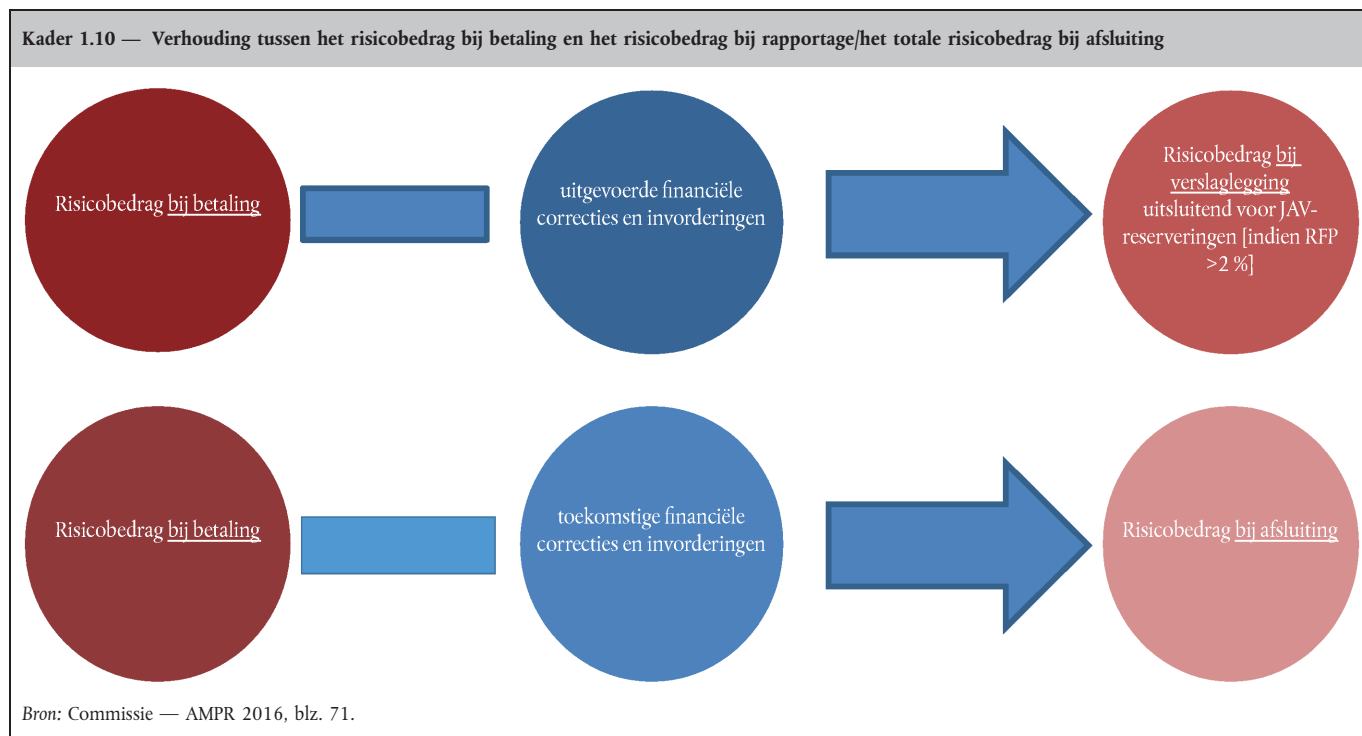 Kader 1.10 — Verhouding tussen het risicobedrag bij betaling en het risicobedrag bij rapportage/het totale risicobedrag bij afsluiting
Risicobedrag bij betaling
uitgevoerde financiële
correcties en invorderingen
Risicobedrag bij
verslaglegging
uitsluitend voor JAV-
reserveringen [indien RFP
>2 %]
Risicobedrag bij betaling
toekomstige financiële
correcties en invorderingen
Risicobedrag bij afsluiting
Bron: Commissie — AMPR 2016, blz. 71.